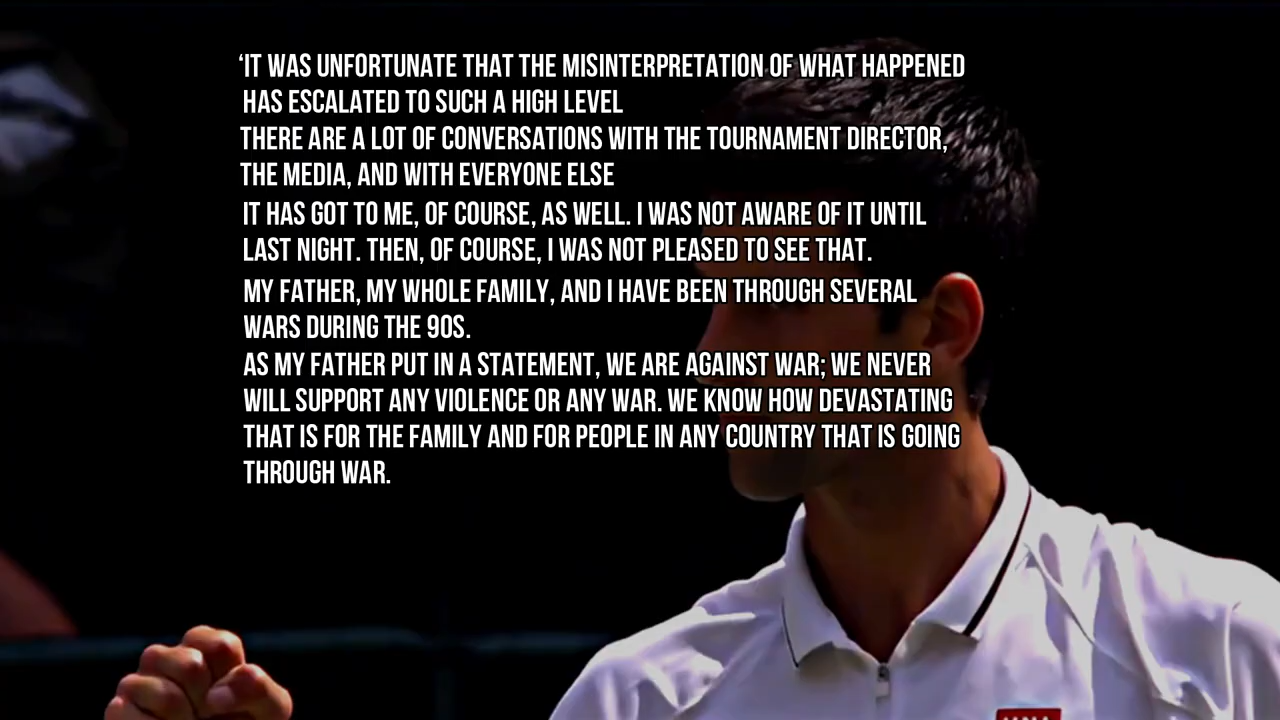 ‘IT WAS UNFORTUNATE THAT THE MISINTERPRETATION OF WHAT HAPPENED
HAS ESCALATED TO SUCH A HIGH LEVEL
THERE ARE A LOT OF CONVERSATIONS WITH THE TOURNAMENT DIRECTOR,
THE MEDIA, AND WITH EVERYONE ELSE
IT HAS GOT TO ME, OF COURSE, AS WELL. I WAS NOT AWARE OF IT UNTIL
LAST NIGHT. THEN, OF COURSE, I WAS NOT PLEASED TO SEE THAT.
MY FATHER, MY WHOLE FAMILY, AND I HAVE BEEN THROUGH SEVERAL
WARS DURING THE 90S.
AS MY FATHER PUT IN A STATEMENT, WE ARE AGAINST WAR; WE NEVER
WILL SUPPORT ANY VIOLENCE OR ANY WAR. WE KNOW HOW DEVASTATING
THAT IS FOR THE FAMILY AND FOR PEOPLE IN ANY COUNTRY THAT IS GOING
THROUGH WAR.